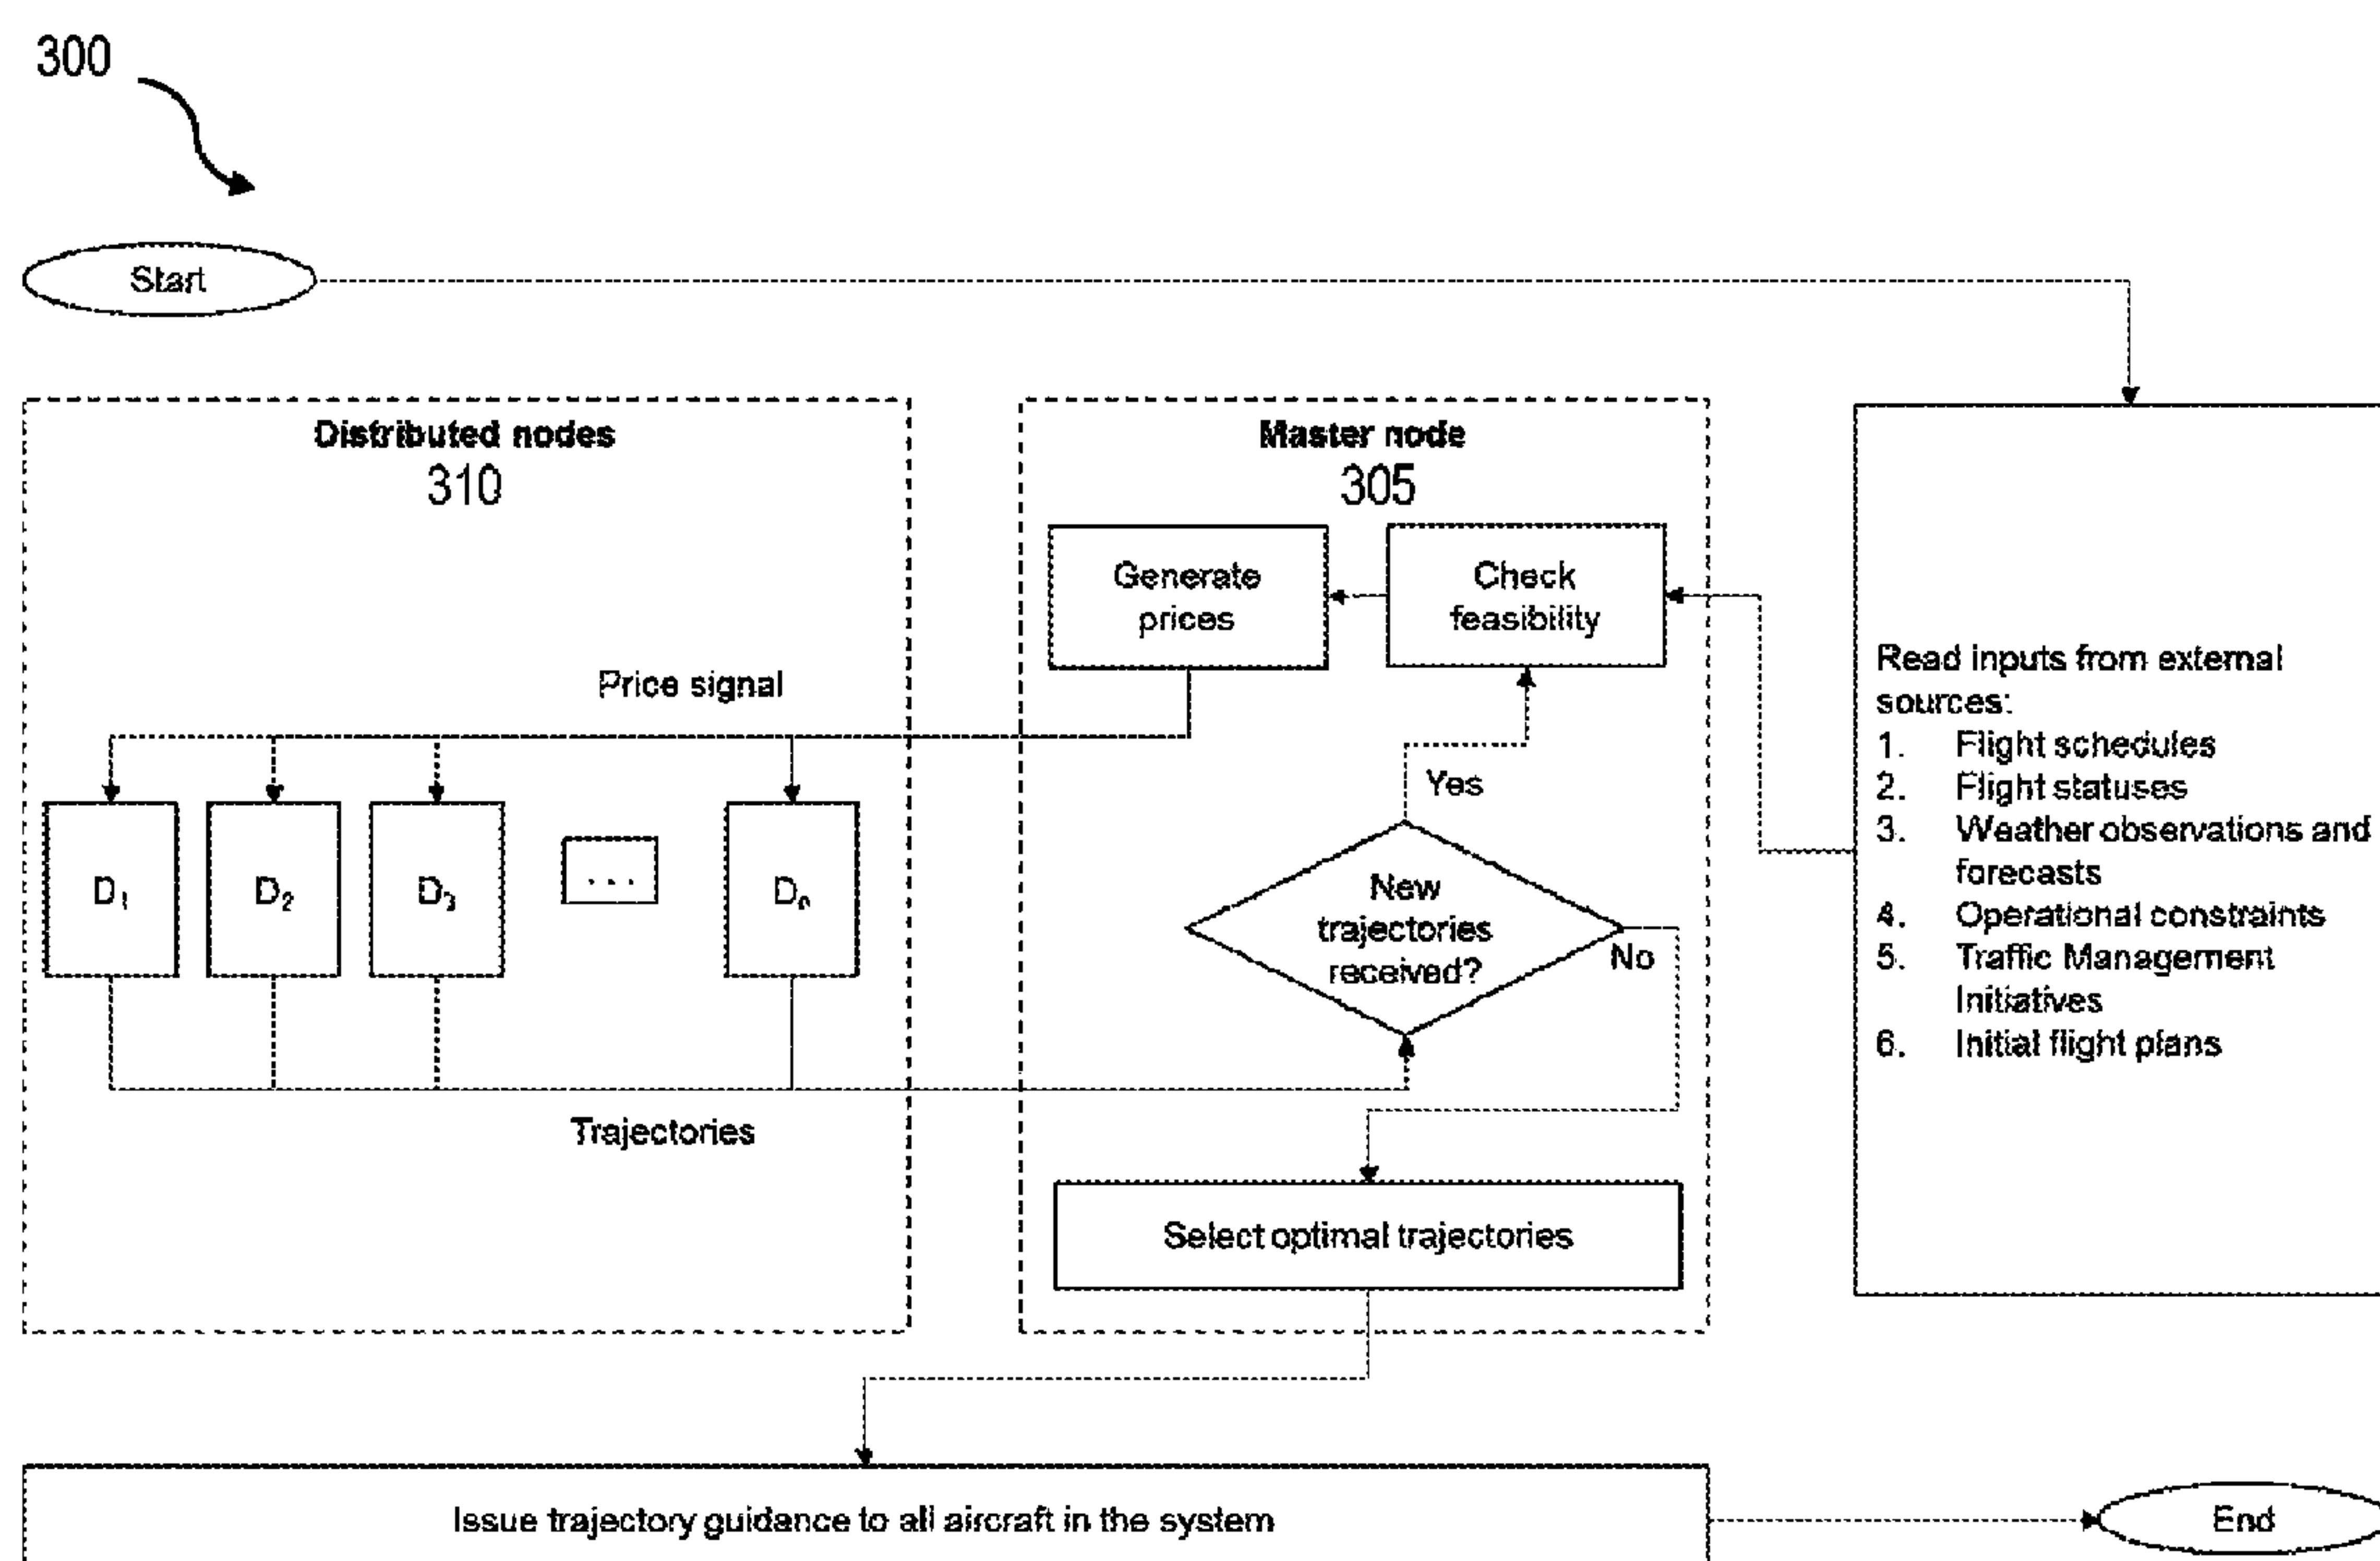 300
Start
Distributed nodes
310
Master node
305
Generate
prices
Check
feasibility
Price signal
Yes
D1
D2
D3
...
Dn
New
trajectories
received?
No
Trajectories
Select optimal trajectories
Read inputs from external
sources:
1. Flight schedules
2. Flight statuses
3. Weather observations and
forecasts
4. Operational constraints
5. Traffic Management
Initiatives
6. Initial flight plans
Issue trajectory guidance to all aircraft in the system
End